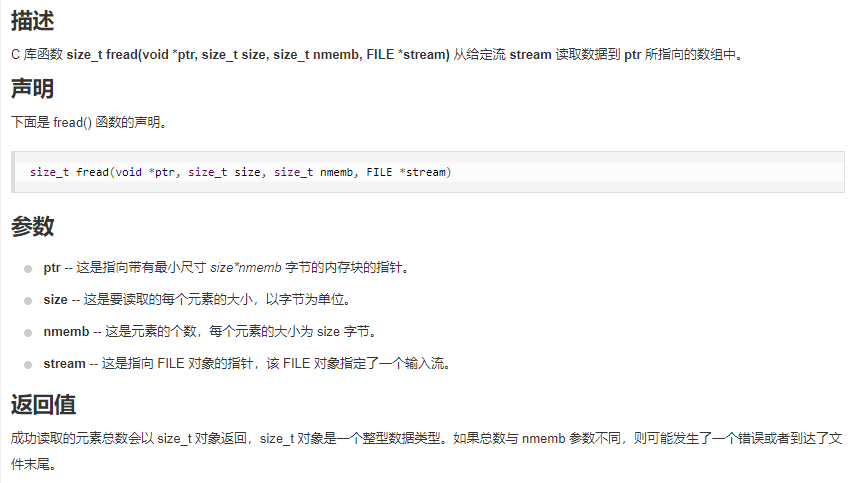 描述
C 库函数 size_t fread(void *ptr, size_t size, size_t nmemb, FILE *stream) 从给定流 stream 读取数据到 ptr 所指向的数组中。
声明
下面是 fread() 函数的声明。
size_t fread(void *ptr, size_t size, size_t nmemb, FILE *stream)
参数
ptr -- 这是指向带有最小尺寸 size*nmemb 字节的内存块的指针。
size -- 这是要读取的每个元素的大小，以字节为单位。
nmemb -- 这是元素的个数，每个元素的大小为 size 字节。
stream -- 这是指向 FILE 对象的指针，该 FILE 对象指定了一个输入流。
返回值
成功读取的元素总数会以 size_t 对象返回，size_t 对象是一个整型数据类型。如果总数与 nmemb 参数不同，则可能发生了一个错误或者到达了文
件末尾。